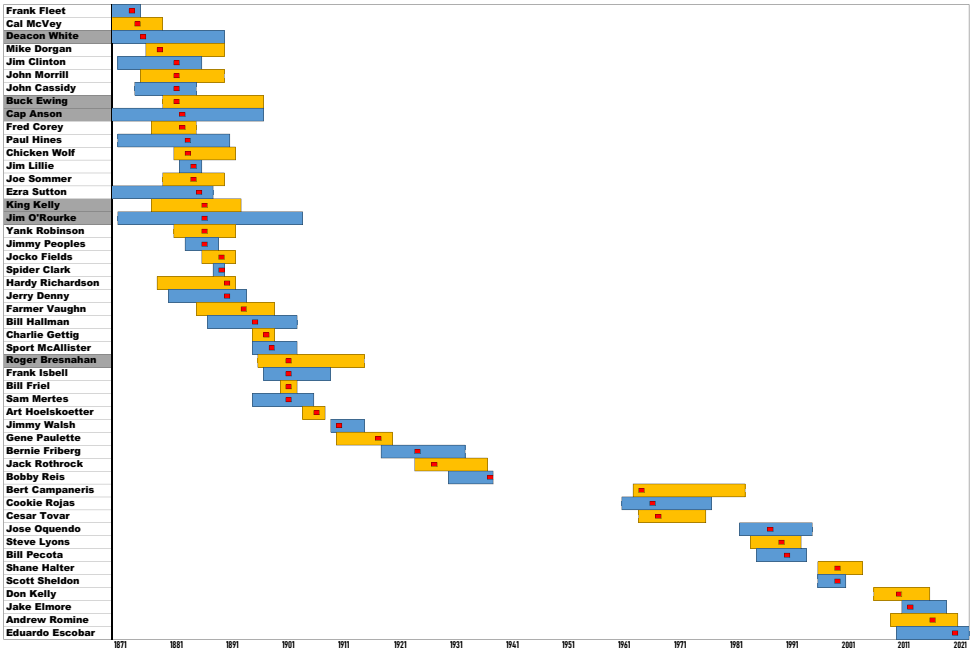 Frank Fleet
Cal McVey
Deacon White
Mike Dorgan
Jim Clinton
John Morrill
John Cassidy
Buck Ewing
Cap Anson
Fred Corey
Paul Hines
Chicken Wolf
Jim Lillie
Joe Sommer
Ezra Sutton
King Kelly
Jim O'Rourke
Yank Robinson
Jimmy Peoples
Jocko Fields
Spider Clark
Hardy Richardson
Jerry Denny
Farmer Vaughn
Bill Hallman
Charlie Gettig
Sport McAllister
Roger Bresnahan
Frank Isbell
Bill Friel
Sam Mertes
Art Hoelskoetter
Jimmy Walsh
Gene Paulette
Bernie Friberg
Jack Rothrock
Bobby Reis
Bert Campaneris
Cookie Rojas
Cesar Tovar
Jose Oquendo
Steve Lyons
Bill Pecota
Shane Halter
Scott Sheldon
Don Kelly
Jake Elmore
Andrew Romine
Eduardo Escobar
1871 1881 1891 1901 1911 1921 1931 1941 1951 1961 1971 1981 1991 2001 2011 2021